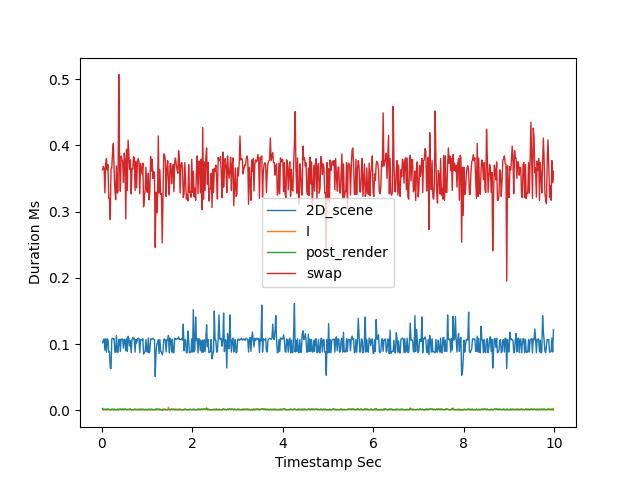 0.5
0.4
0.3
0.2
0.1
0.0
Duration Ms
2D_scene
I
post_render
swap
0 2 4 6 8 10
Timestamp Sec